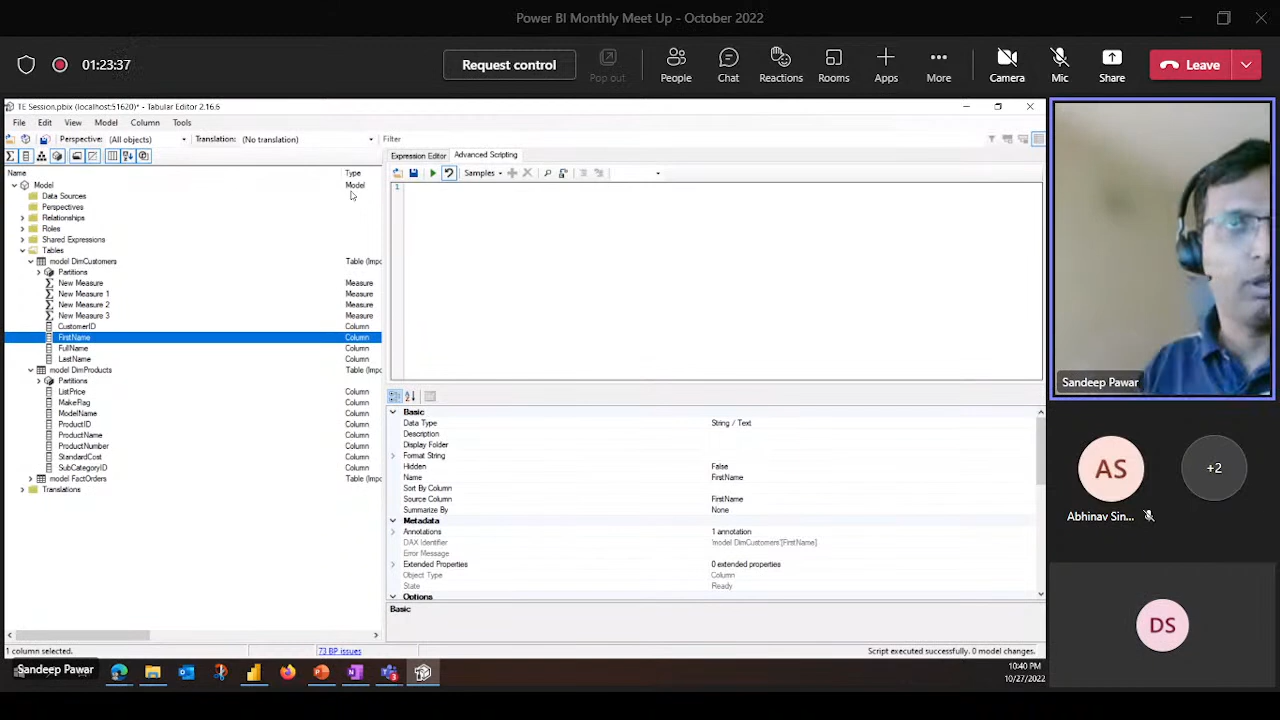 Power BI Monthly Meet Up - October 2022
01:23:37
Request control
Pop out
People
Chat
Reactions
Rooms
Apps
More
Camera
Mic
Share
Leave
TE Session.pbix (localhost:51620)* - Tabular Editor 2.16.6
File Edit View Model Column Tools
Perspective: (All objects) Translation: (No translation) Filter
Expression Editor Advanced Scripting
Samples
Name Type
1
Model Model
Data Sources
Perspectives
Relationships
Roles
Shared Expressions
Tables
model DimCustomers Table (Impo
Partitions
New Measure Measure
New Measure 1 Measure
New Measure 2 Measure
New Measure 3 Measure
CustomerID Column
FirstName Column
FullName Column
LastName Column
model DimProducts Table (Impo
Partitions
ListPrice Column
MakeFlag Column
ModelName Column
ProductID Column
ProductName Column
ProductNumber Column
StandardCost Column
SubCategoryID Column
model FactOrders Table (Impo
Translations
Basic
Data Type String / Text
Description
Display Folder
Format String
Hidden False
Name FirstName
Sort By Column
Source Column FirstName
Summarize By None
Metadata
Annotations 1 annotation
DAX Identifier 'model DimCustomers'[FirstName]
Error Message
Extended Properties 0 extended properties
Object Type Column
State Ready
Options
Basic
1 column selected. 73 BP issues Script executed successfully. 0 model changes.
Sandeep Pawar
10:40 PM
10/27/2022
Sandeep Pawar
AS
+2
Abhinav Sin...
DS